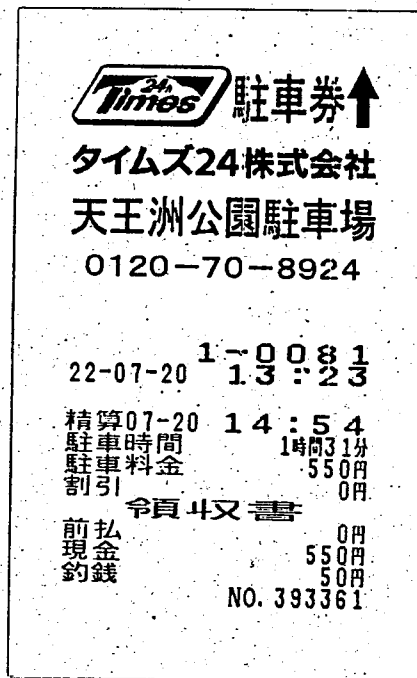 24h
Times 駐車券↑
タイムズ24株式会社
天王洲公園駐車場
0120-70-8924
1-0081
22-07-20 13:23
精算07-20 14:54
駐車時間 1時間31分
駐車料金 550円
割引 0円
領収書
前払 0円
現金 550円
釣銭 50円
NO.393361